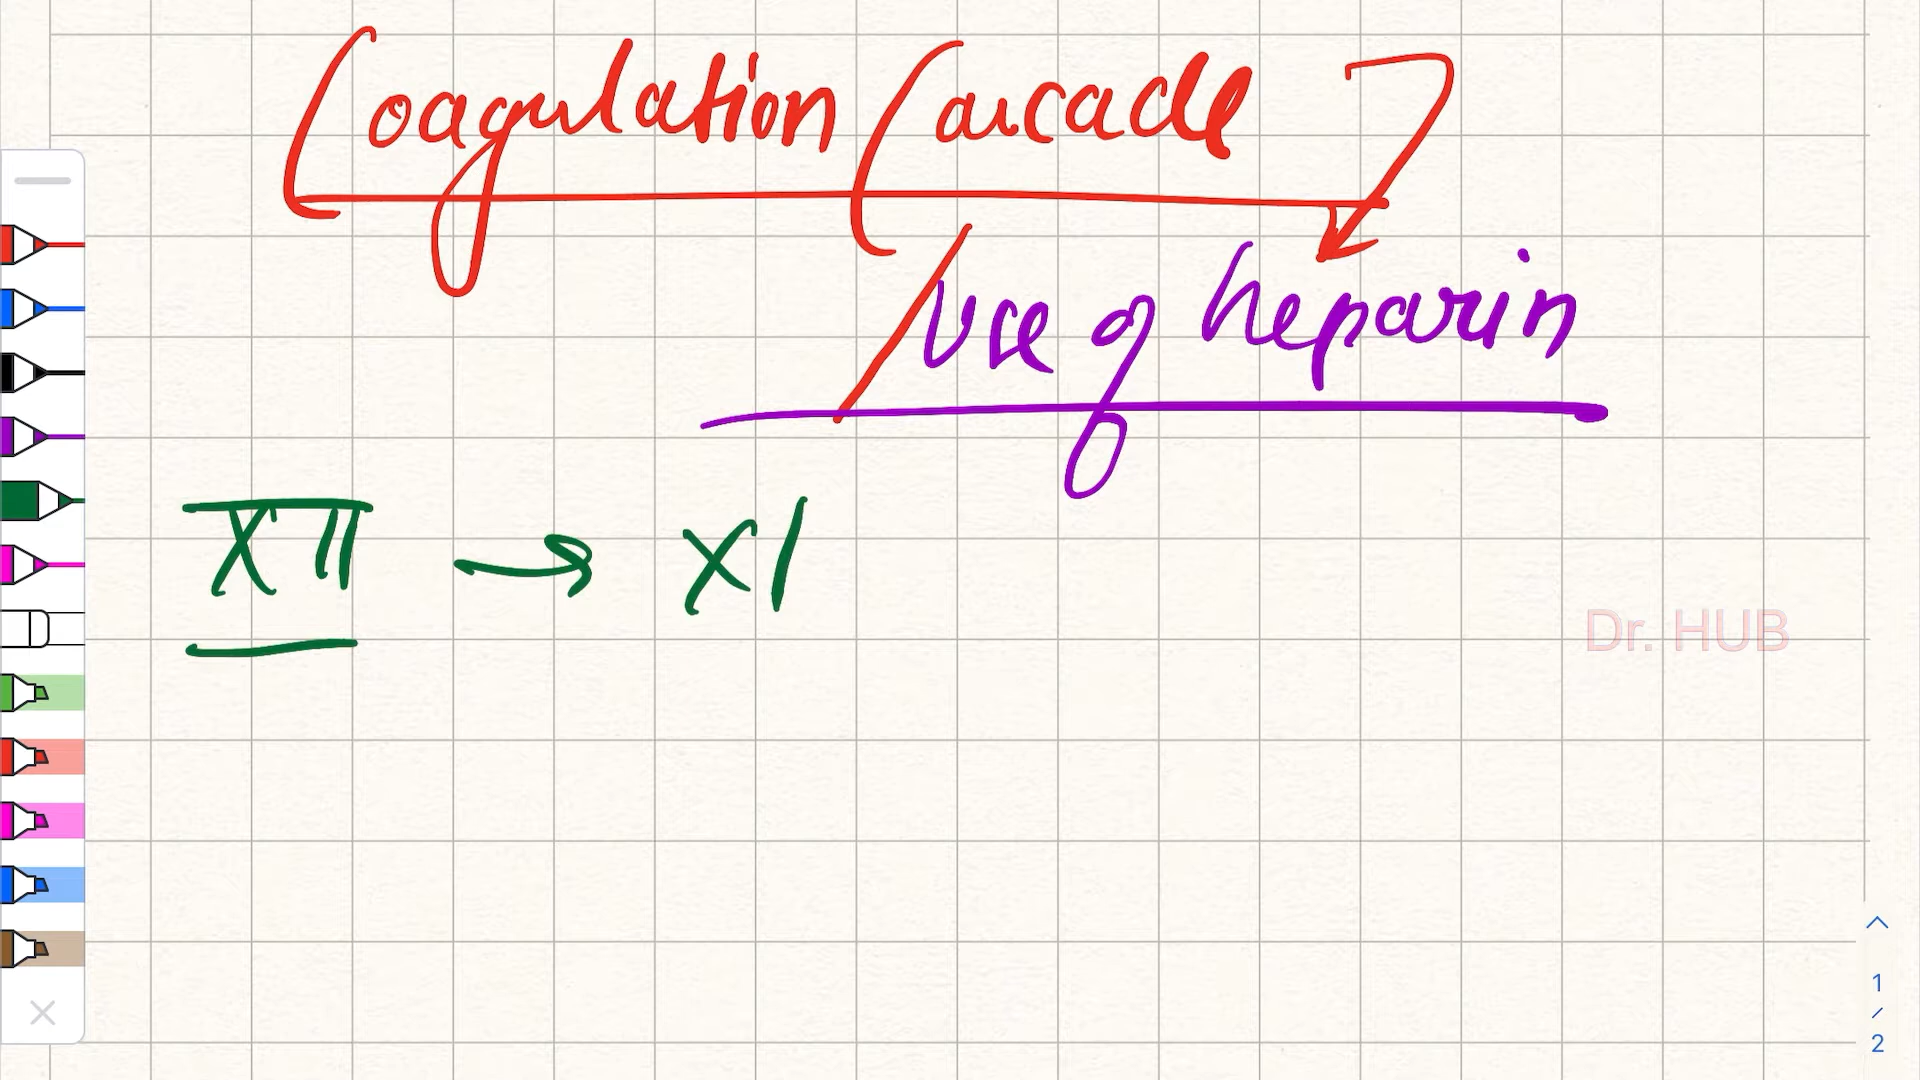 Coagulation Cascade
Use of heparin
XII → XI
Dr. HUB
1
/
2